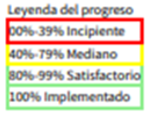 Leyenda del progreso
00%-39% Incipiente
40%-79% Mediano
80%-99% Satisfactorio
100% Implementado